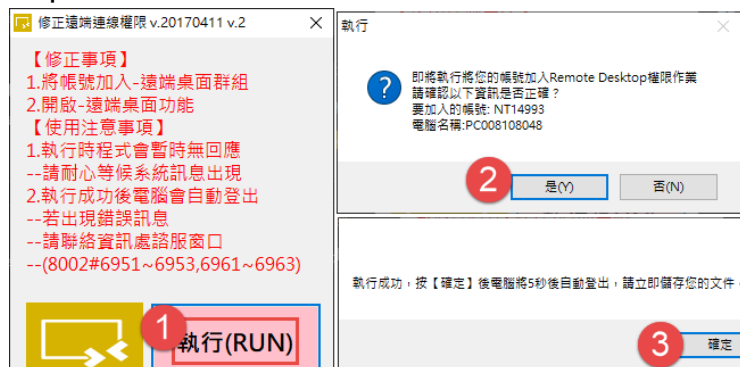 修正遠端連線權限 v.20170411 v.2
【修正事項】
1.將帳號加入-遠端桌面群組
2.開啟-遠端桌面功能
【使用注意事項】
1.執行時程式會暫時無回應
--請耐心等候系統訊息出現
2.執行成功後電腦會自動登出
--若出現錯誤訊息
--請聯絡資訊處諮服窗口
--(8002#6951~6953,6961~6963)
1
執行(RUN)
執行
即將執行將您的帳號加入Remote Desktop權限作業
請確認以下資訊是否正確？
要加入的帳號: NT14993
電腦名稱:PC008108048
2
是(Y)
否(N)
執行成功，按【確定】後電腦將5秒後自動登出，請立即儲存您的文件。
3
確定